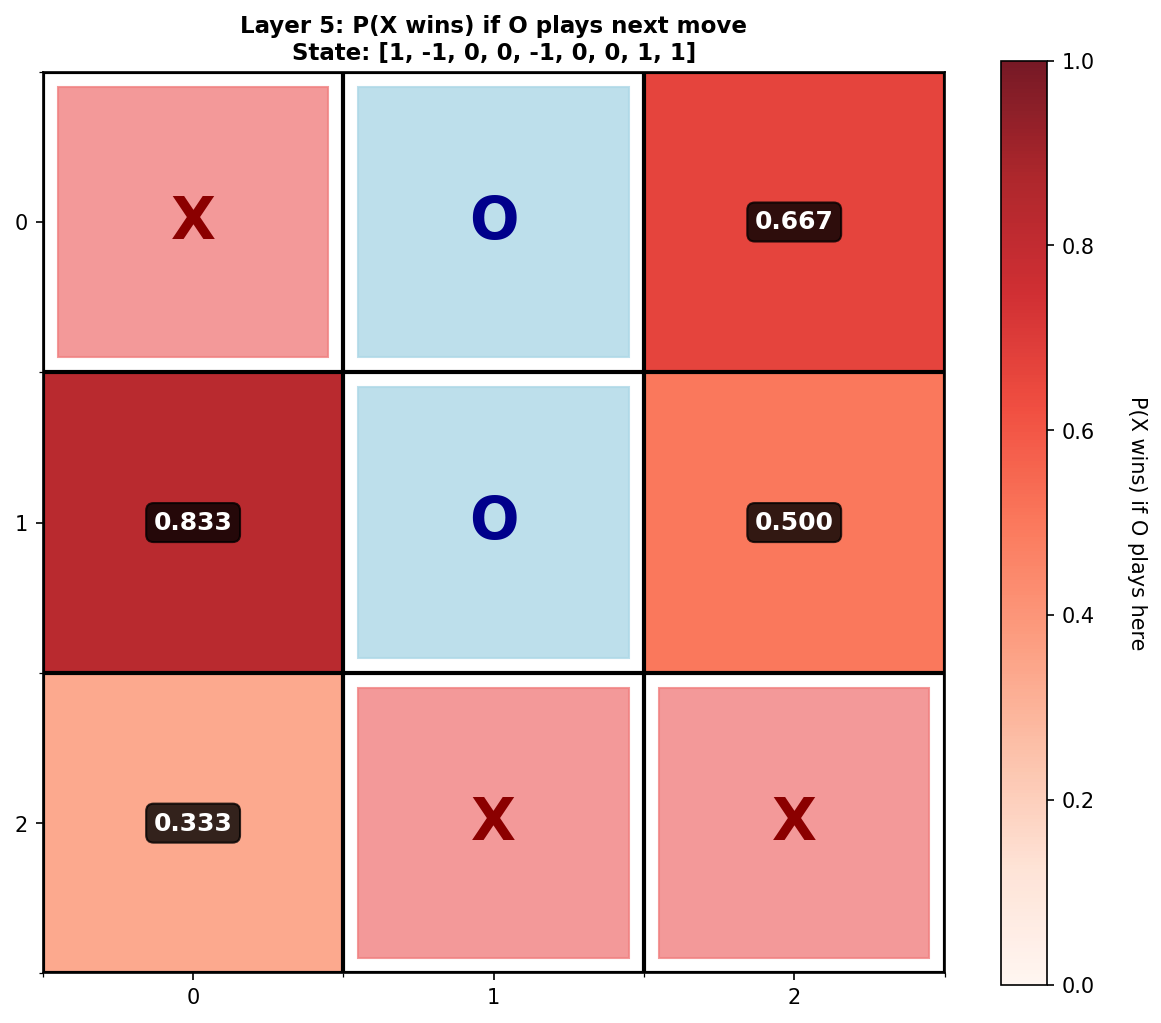 Layer 5: P(X wins) if O plays next move
State: [1, -1, 0, 0, -1, 0, 0, 1, 1]
0
X
O
0.667
1
0.833
O
0.500
2
0.333
X
X
0
1
2
1.0
0.8
0.6
0.4
0.2
0.0
P(X wins) if O plays here